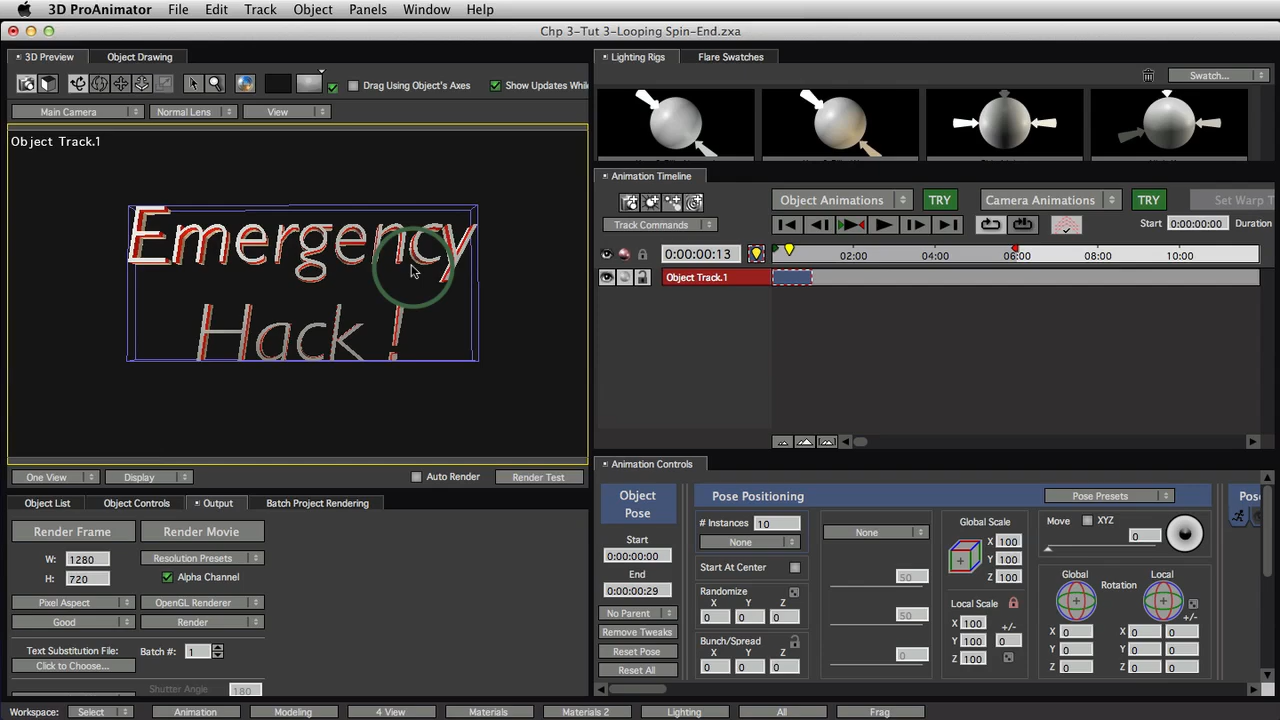 3D ProAnimator File Edit Track Object Panels Window Help
Chp 3-Tut 3-Looping Spin-End.zxa
3D Preview Object Drawing
Drag Using Object's Axes Show Updates Whil
Main Camera Normal Lens View
Object Track.1
Emergency
Hack !
One View Display Auto Render Render Test
Object List Object Controls Output Batch Project Rendering
Render Frame Render Movie
W: 1280 Resolution Presets
H: 720 Alpha Channel
Pixel Aspect OpenGL Renderer
Good Render
Text Substitution File: Batch #: 1
Click to Choose...
Shutter Angle 180
Lighting Rigs Flare Swatches
Swatch...
Animation Timeline
Object Animations TRY Camera Animations TRY Set Warp T
Track Commands Start 0:00:00:00 Duration
0:00:00:13 02:00 04:00 06:00 08:00 10:00
Object Track.1
Animation Controls
Object
Pose
Start
0:00:00:00
End
0:00:00:29
No Parent
Remove Tweaks
Reset Pose
Reset All
Pose Positioning Pose Presets
# Instances 10
None
Start At Center
Randomize
X Y Z
0 0 0
Bunch/Spread
X Y Z
0 0 0
None
50
50
0
Global Scale
X 100
Y 100
Z 100
Local Scale
X 100 +/-
Y 100 0
Z 100
Move XYZ
0
Global Rotation Local
+/-
X 0 X 0 0
Y 0 Y 0 0
Z 0 Z 0 0
Pos
Workspace: Select Animation Modeling 4 View Materials Materials 2 Lighting All Frag